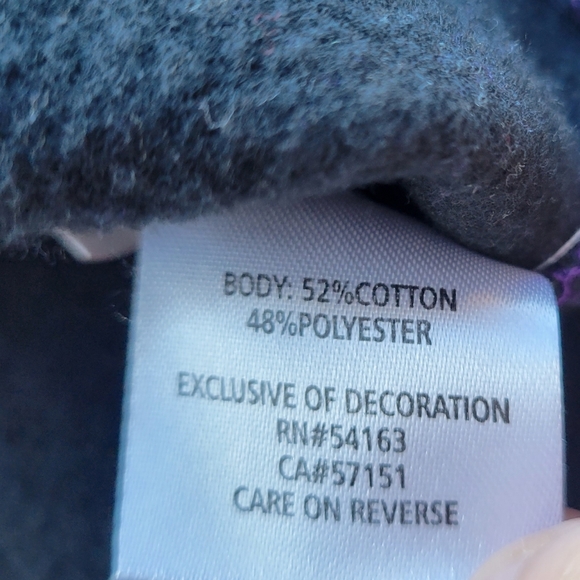 BODY: 52%COTTON
48%POLYESTER
EXCLUSIVE OF DECORATION
RN#54163
CA#57151
CARE ON REVERSE